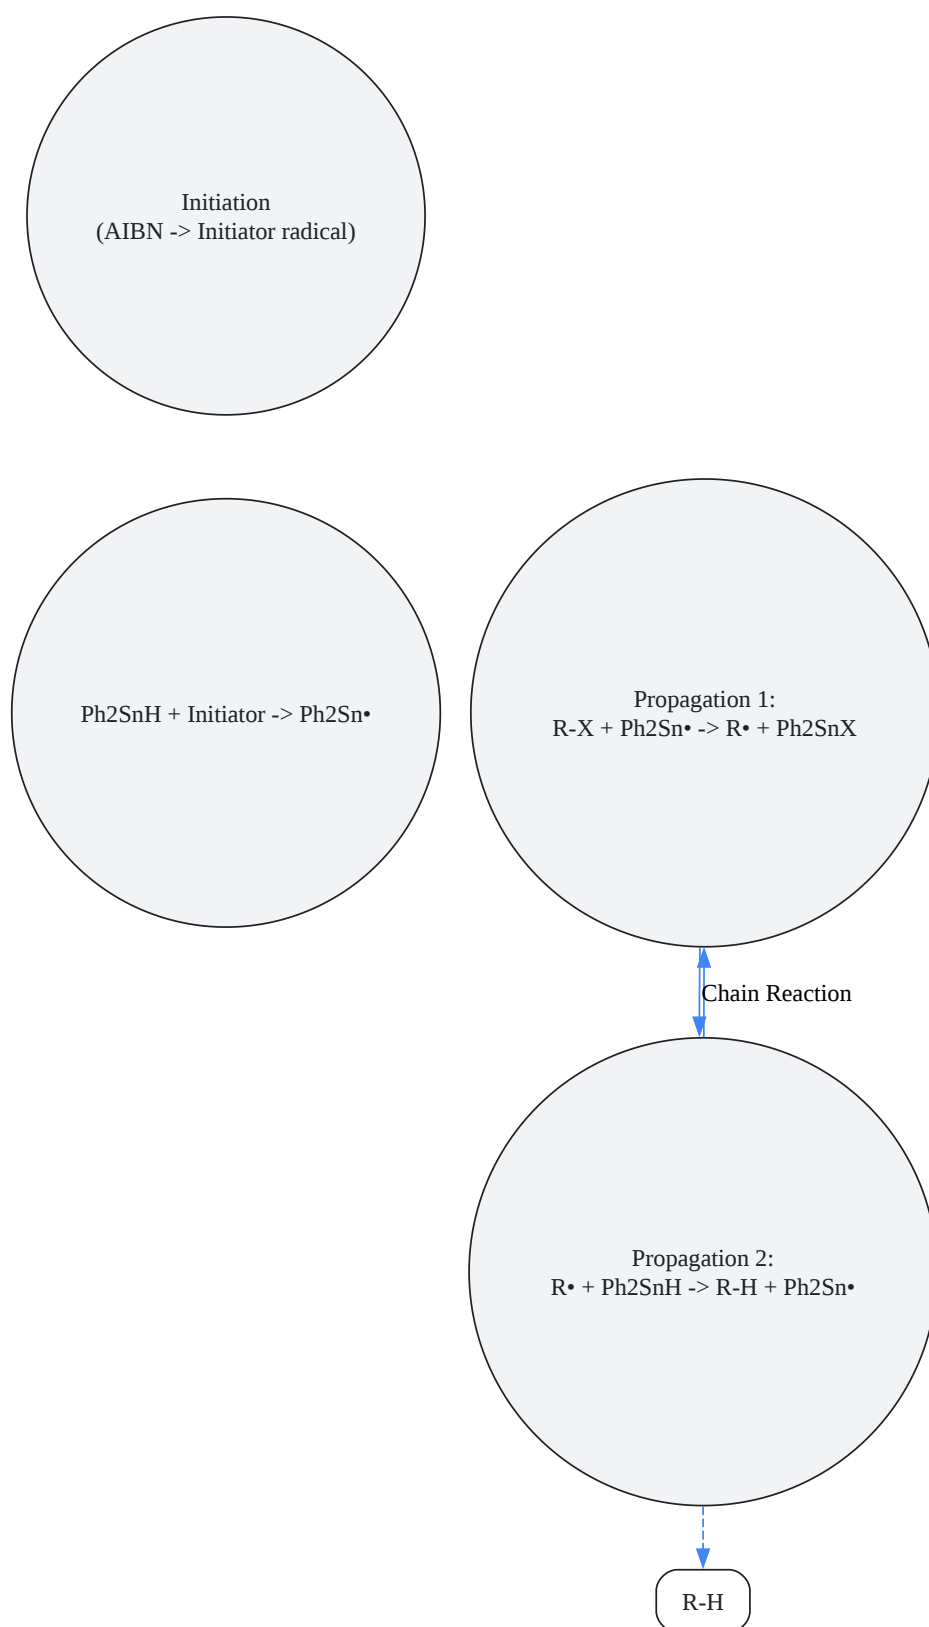 Initiation
(AIBN -> Initiator radical)
Ph2SnH + Initiator -> Ph2Sn•
Propagation 1:
R-X + Ph2Sn• -> R• + Ph2SnX
Chain Reaction
Propagation 2:
R• + Ph2SnH -> R-H + Ph2Sn•
R-H